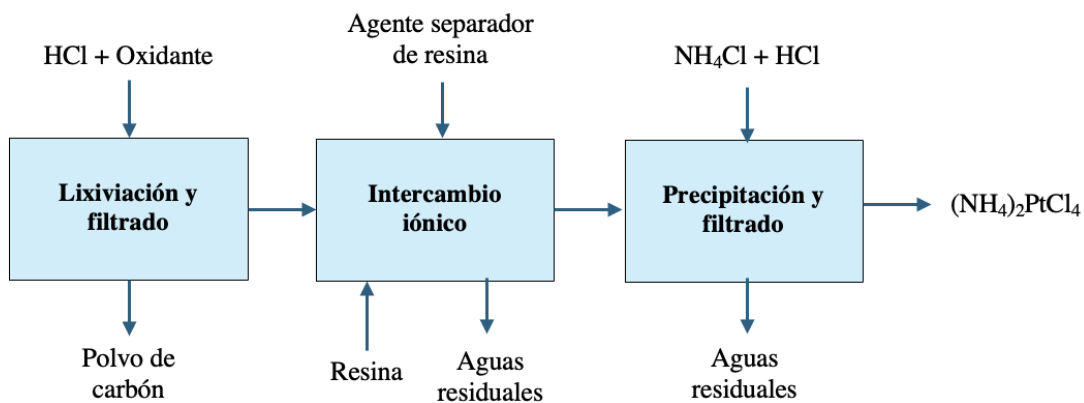 HCl + Oxidante
Agente separador
de resina
NH₄Cl + HCl
Lixiviación y
filtrado
Intercambio
iónico
Precipitación y
filtrado
(NH₄)₂PtCl₄
Polvo de
carbón
Resina
Aguas
residuales
Aguas
residuales